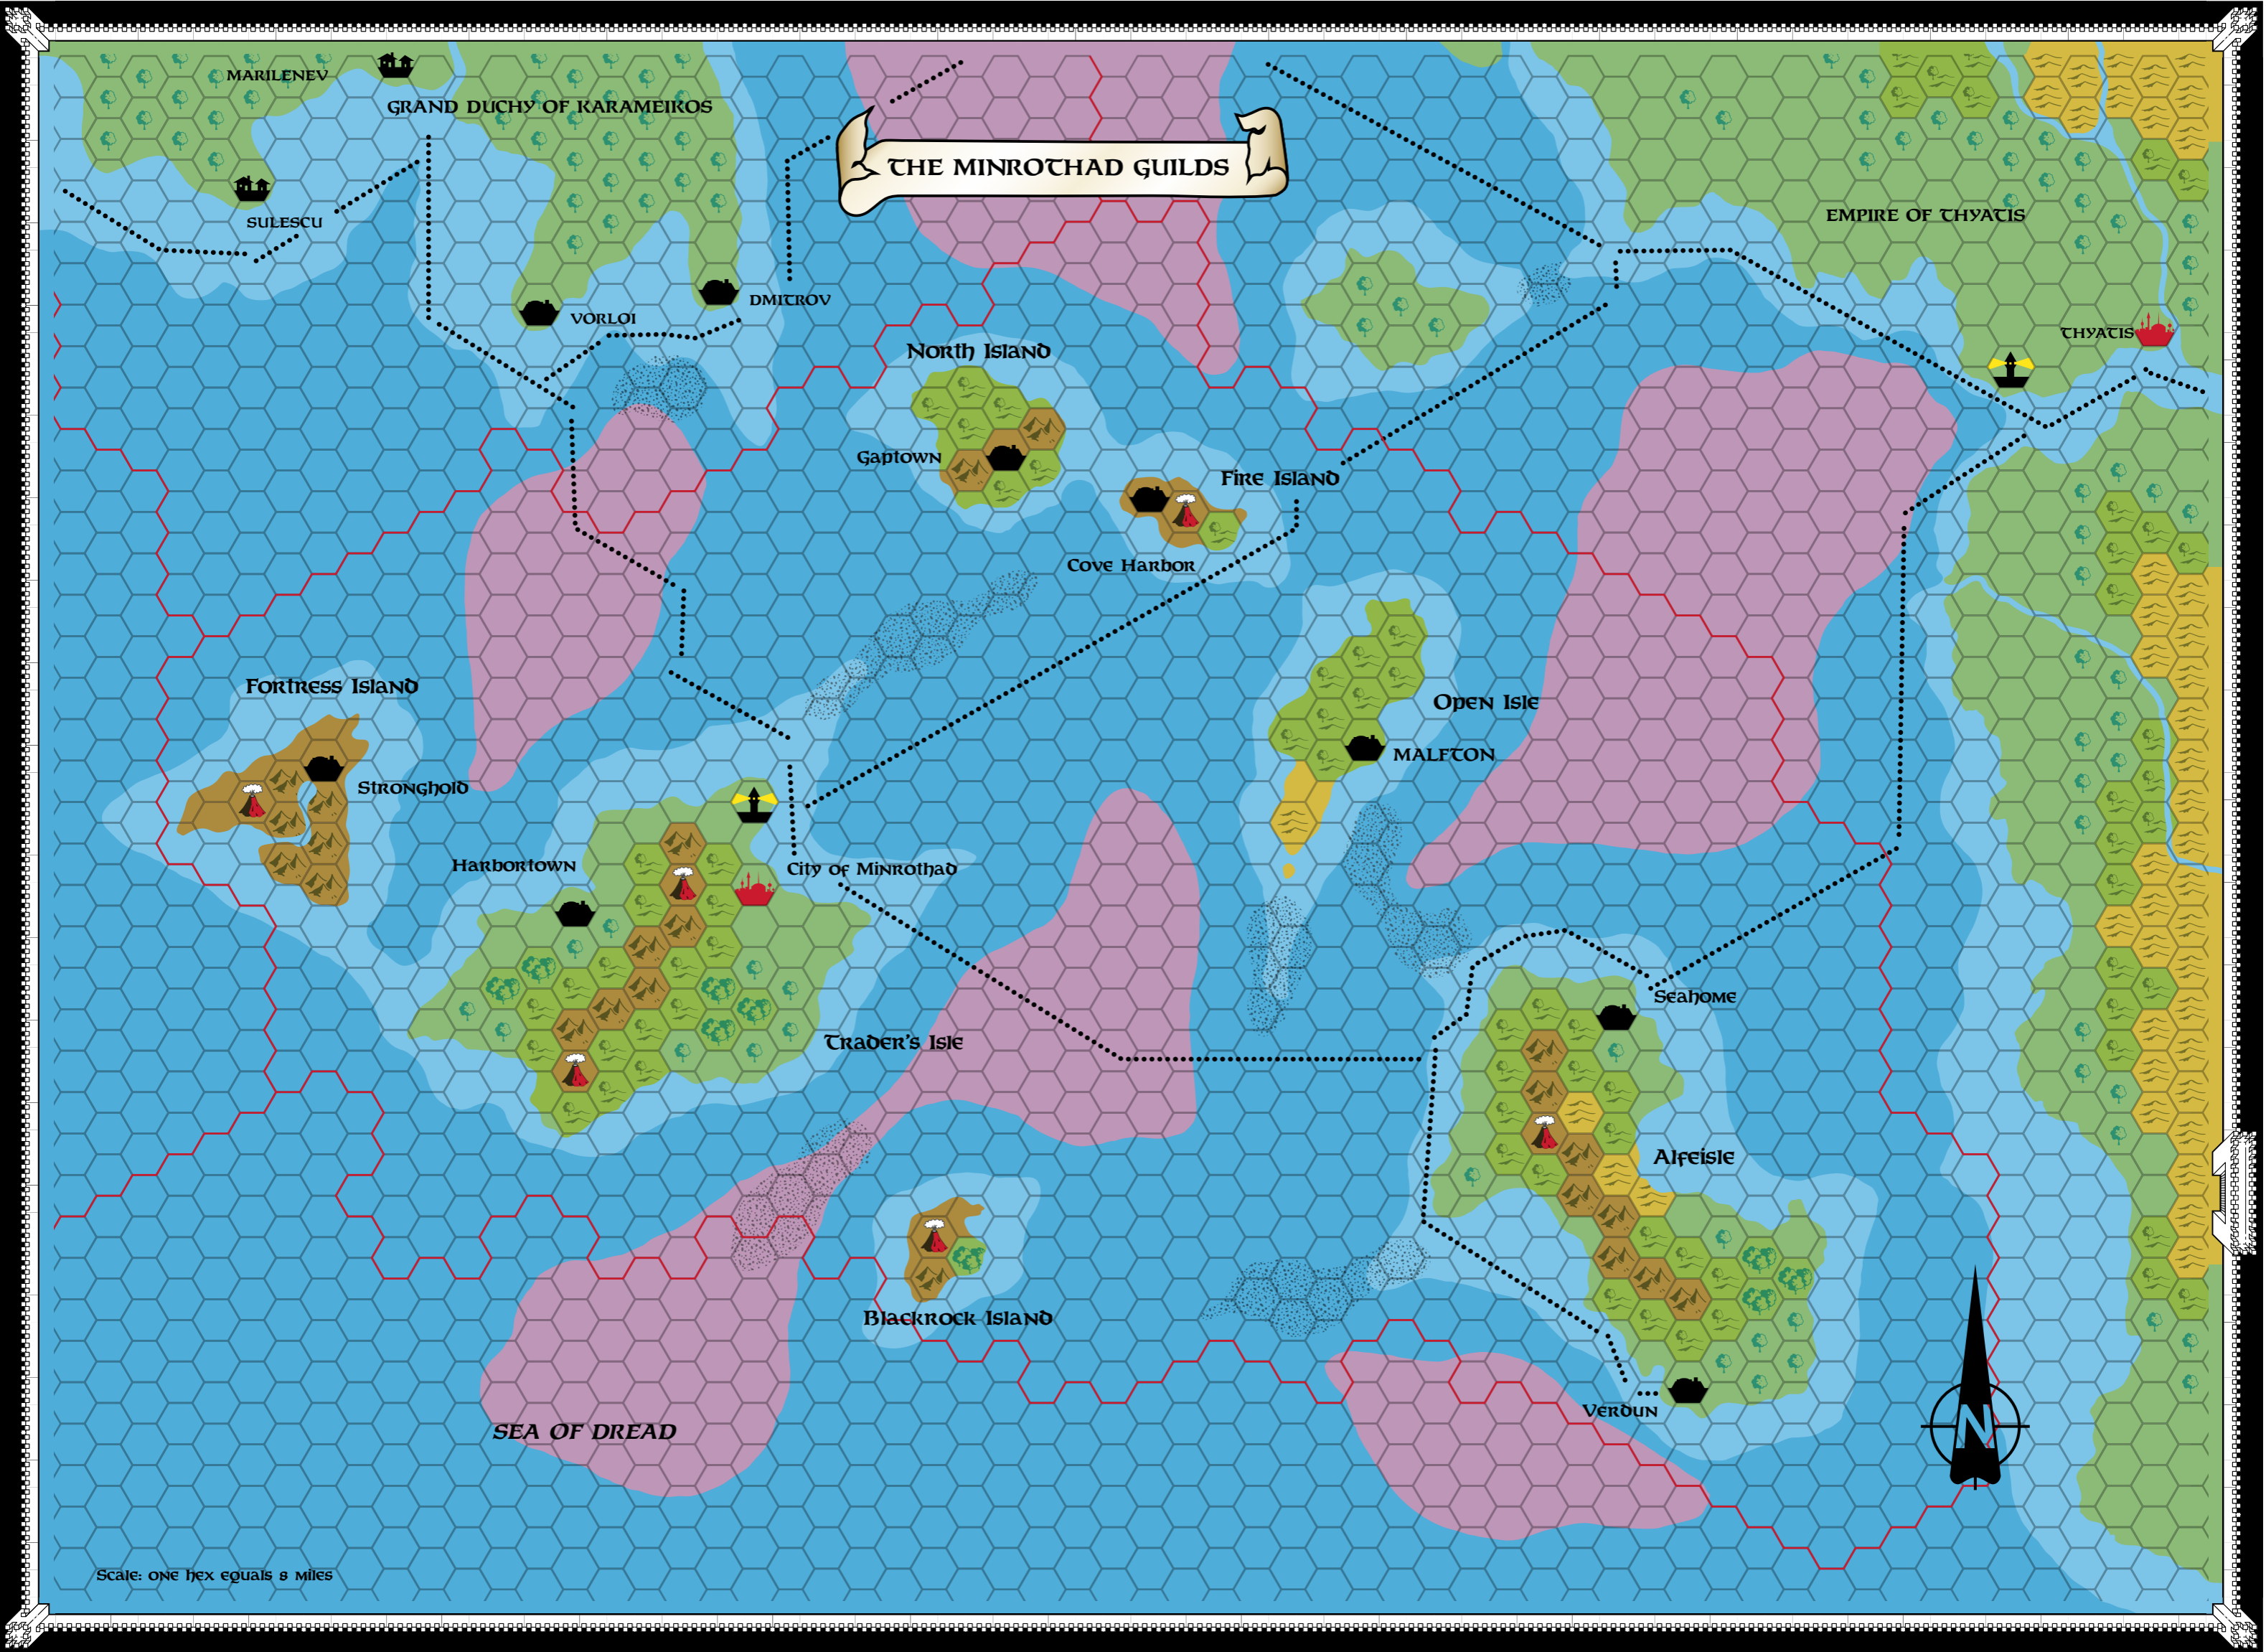 MARILENEV
GRAND DUCHY OF KARAMEIKOS
THE MINROTHAD GUILDS
SULESCU
EMPIRE OF THYATIS
DMITROV
VORLOI
THYATIS
North Island
Gaptown
Fire Island
Cove Harbor
Fortress Island
Open Isle
MALFTON
Stronghold
Harbortown
City of Minrothad
Seahome
Trader's Isle
Alfeisle
Blackrock Island
Verdun
SEA OF DREAD
N
Scale: one hex equals 8 miles